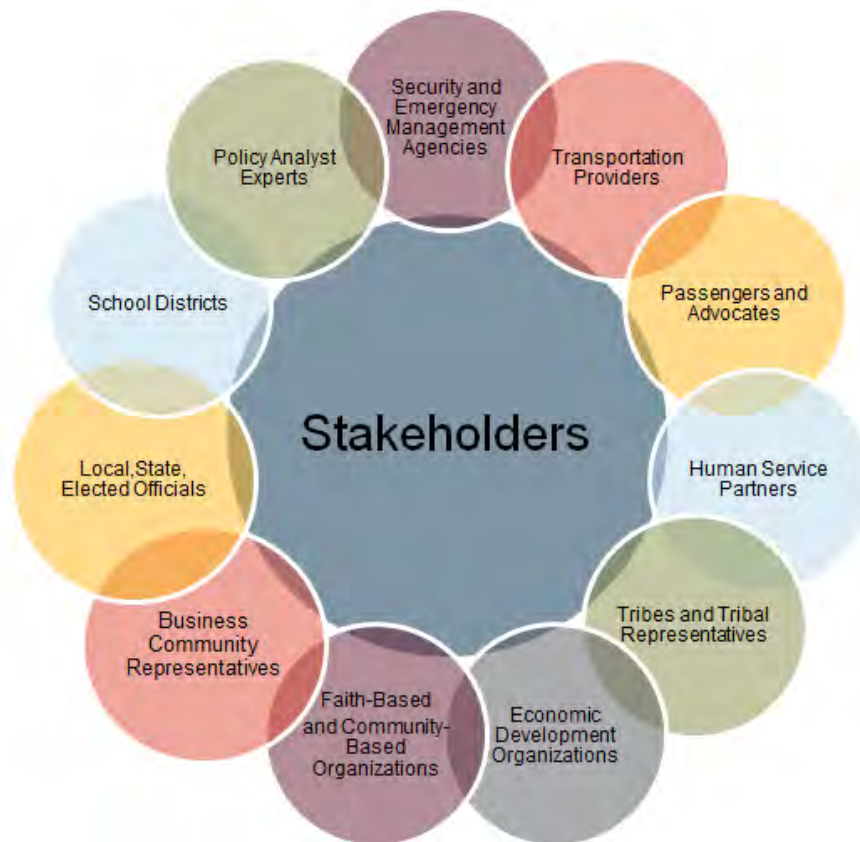 Security and
Emergency
Management
Agencies
Transportation
Providers
Passengers and
Advocates
Human Service
Partners
Tribes and Tribal
Representatives
Economic
Development
Organizations
Faith-Based
and Community-
Based
Organizations
Business
Community
Representatives
Local,State,
Elected Officials
School Districts
Policy Analyst
Experts
Stakeholders